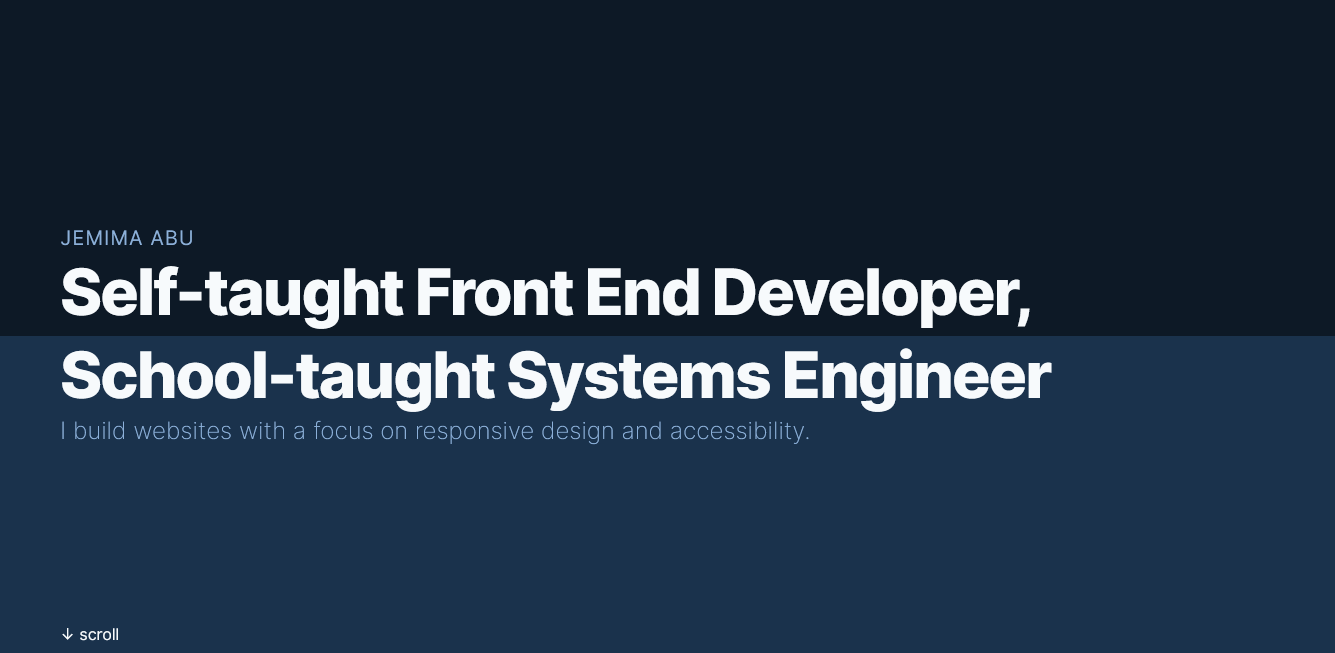 JEMIMA ABU
Self-taught Front End Developer,
School-taught Systems Engineer
I build websites with a focus on responsive design and accessibility.
↓ scroll